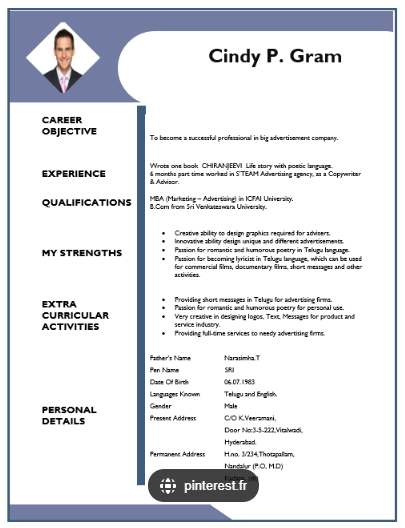 Cindy P. Gram
CAREER
OBJECTIVE
To become a successful professional in big advertisement company.
EXPERIENCE
Wrote one book CHIRANJEEVI Life story with poetic language.
6 months part time worked in S'TEAM Advertising agency, as a Copywriter
& Advisor.
QUALIFICATIONS
MBA (Marketing – Advertising) in ICFAI University.
B.Com from Sri Venkateswara University.
MY STRENGTHS
• Creative ability to design graphics required for advisers.
• Innovative ability design unique and different advertisements.
• Passion for romantic and humorous poetry in Telugu language.
• Passion for becoming lyricist in Telugu language, which can be used
for commercial films, documentary films, short messages and other
activities.
EXTRA
CURRICULAR
ACTIVITIES
• Providing short messages in Telugu for advertising firms.
• Passion for romantic and humorous poetry for personal use.
• Very creative in designing logos, Text, Messages for product and
service industry.
• Providing full-time services to needy advertising firms.
PERSONAL
DETAILS
Father's Name Narasimha.T
Pen Name SRI
Date Of Birth 06.07.1983
Languages Known Telugu and English.
Gender Male
Present Address C/O K.Veeramani,
Door No:3-5-222,Vitalwadi,
Hyderabad.
Permanent Address H.no. 3/234,Thotapallam,
Nandalur (P.O, M.D)
pinterest.fr